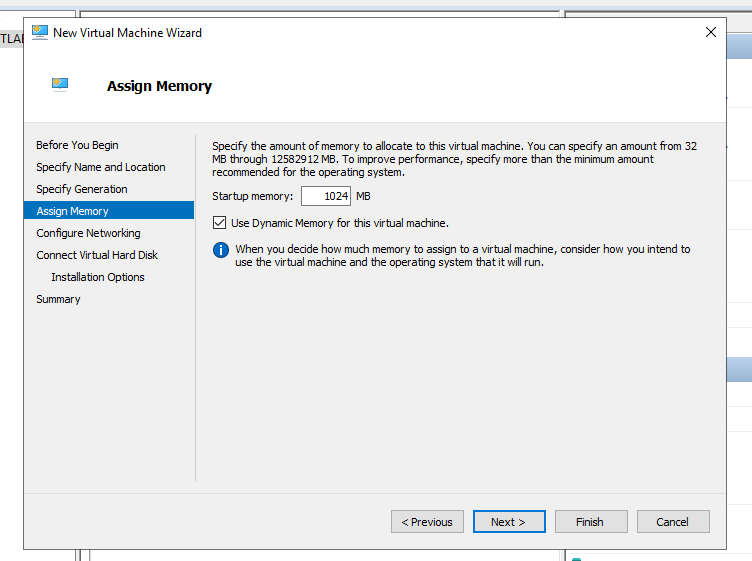 New Virtual Machine Wizard
Assign Memory
Before You Begin
Specify Name and Location
Specify Generation
Assign Memory
Configure Networking
Connect Virtual Hard Disk
Installation Options
Summary
Specify the amount of memory to allocate to this virtual machine. You can specify an amount from 32
MB through 12582912 MB. To improve performance, specify more than the minimum amount
recommended for the operating system.
Startup memory: 1024 MB
Use Dynamic Memory for this virtual machine.
When you decide how much memory to assign to a virtual machine, consider how you intend to
use the virtual machine and the operating system that it will run.
< Previous Next > Finish Cancel